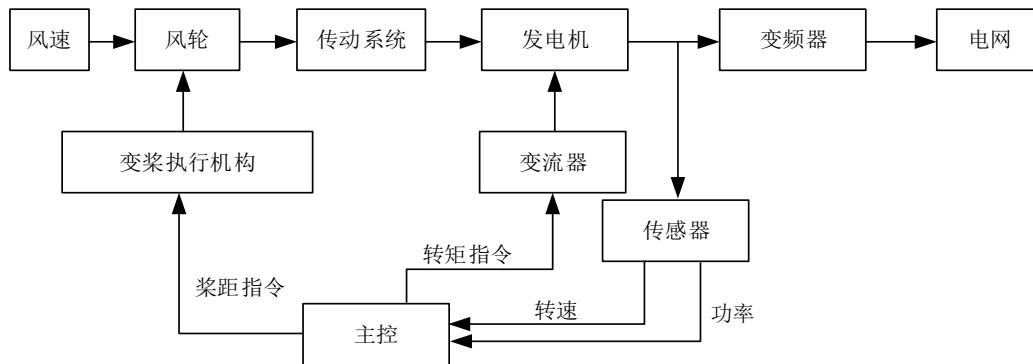 风速
风轮
传动系统
发电机
变频器
电网
变桨执行机构
变流器
传感器
转矩指令
桨距指令
转速
功率
主控